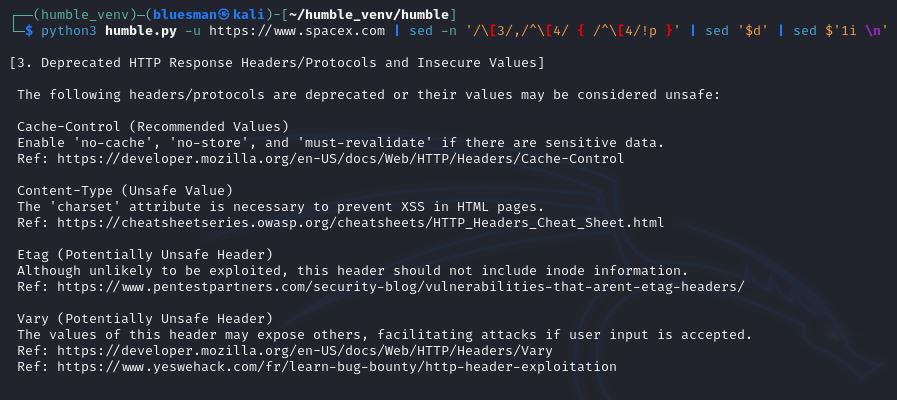 ┌──(humble_venv)─(bluesman㉿kali)-[~/humble_venv/humble]
└─$ python3 humble.py -u https://www.spacex.com | sed -n '/\[3/,/^\[4/ { /^\[4/!p }' | sed '$d' | sed $'1i \n'
[3. Deprecated HTTP Response Headers/Protocols and Insecure Values]
The following headers/protocols are deprecated or their values may be considered unsafe:
Cache-Control (Recommended Values)
Enable 'no-cache', 'no-store', and 'must-revalidate' if there are sensitive data.
Ref: https://developer.mozilla.org/en-US/docs/Web/HTTP/Headers/Cache-Control
Content-Type (Unsafe Value)
The 'charset' attribute is necessary to prevent XSS in HTML pages.
Ref: https://cheatsheetseries.owasp.org/cheatsheets/HTTP_Headers_Cheat_Sheet.html
Etag (Potentially Unsafe Header)
Although unlikely to be exploited, this header should not include inode information.
Ref: https://www.pentestpartners.com/security-blog/vulnerabilities-that-arent-etag-headers/
Vary (Potentially Unsafe Header)
The values of this header may expose others, facilitating attacks if user input is accepted.
Ref: https://developer.mozilla.org/en-US/docs/Web/HTTP/Headers/Vary
Ref: https://www.yeswehack.com/fr/learn-bug-bounty/http-header-exploitation